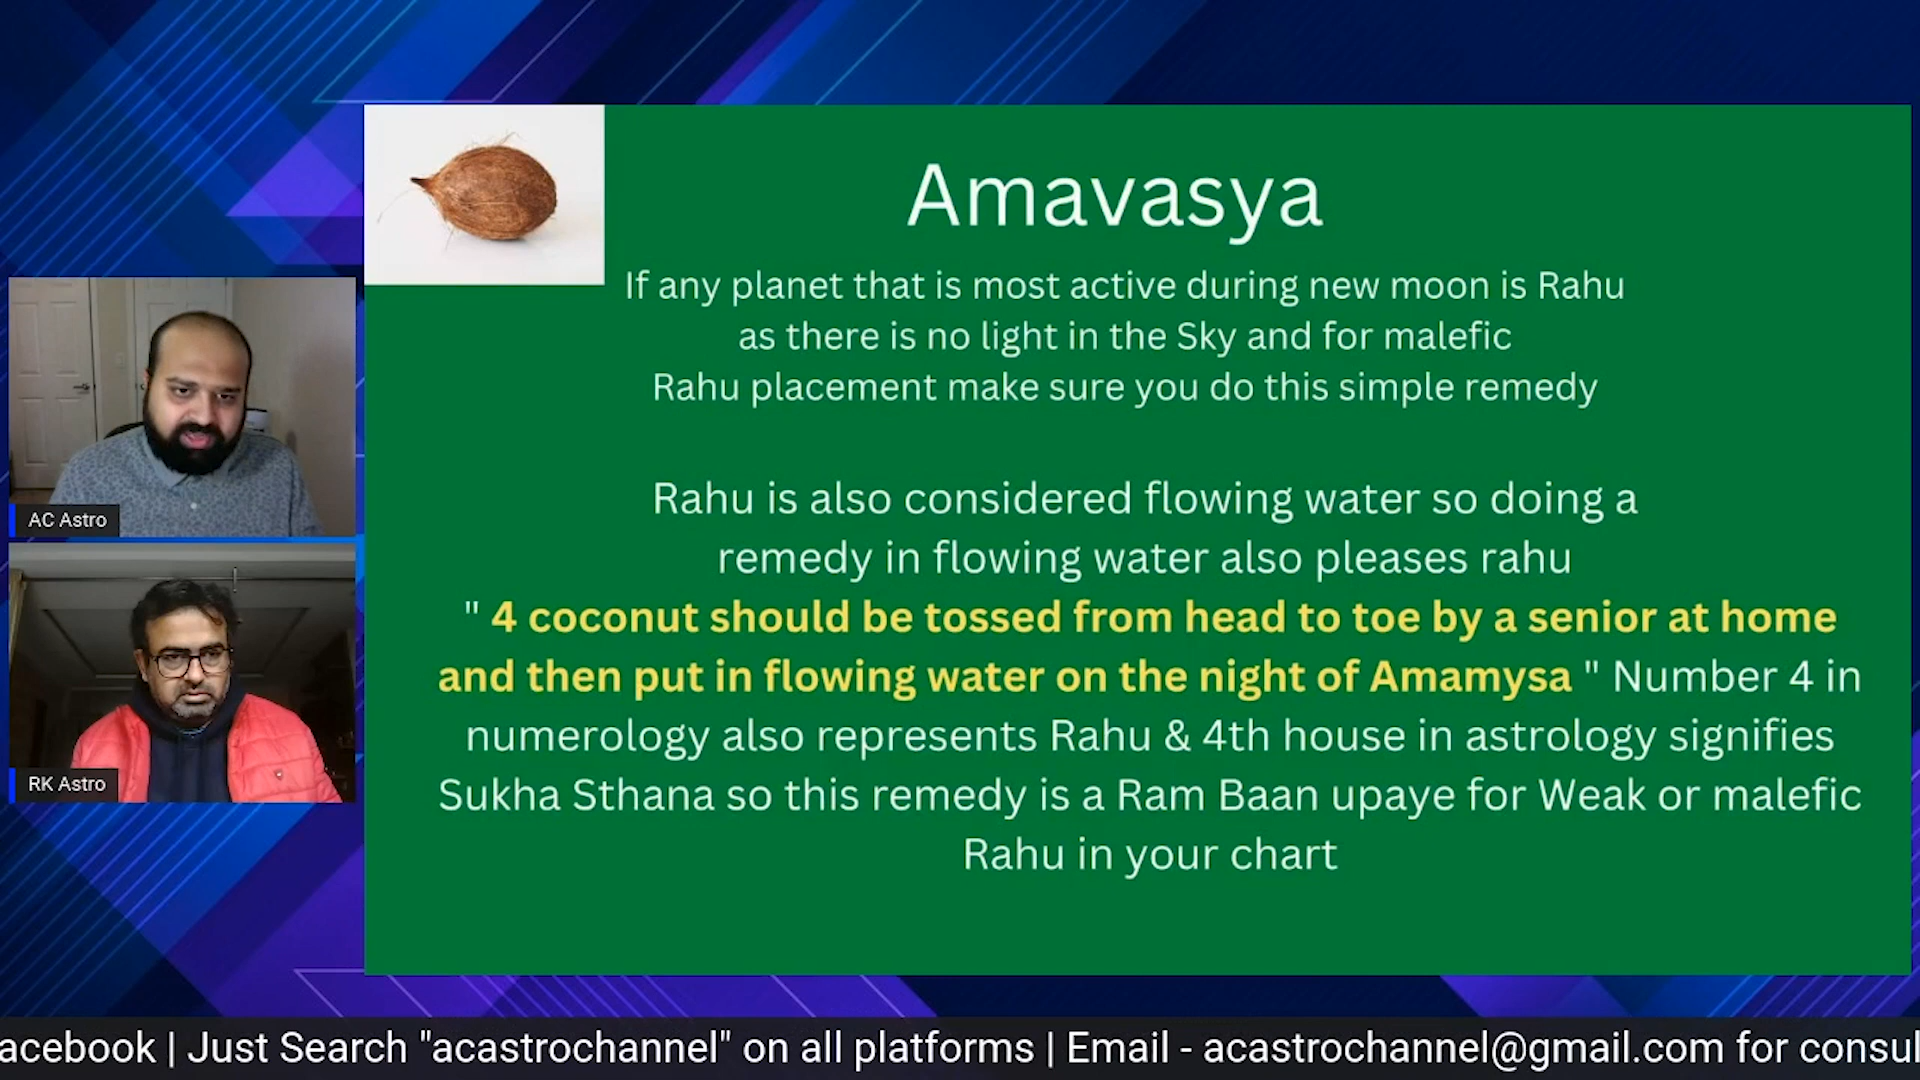 Amavasya
If any planet that is most active during new moon is Rahu
as there is no light in the Sky and for malefic
Rahu placement make sure you do this simple remedy
Rahu is also considered flowing water so doing a
remedy in flowing water also pleases rahu
" 4 coconut should be tossed from head to toe by a senior at home
and then put in flowing water on the night of Amamysa " Number 4 in
numerology also represents Rahu & 4th house in astrology signifies
Sukha Sthana so this remedy is a Ram Baan upaye for Weak or malefic
Rahu in your chart
AC Astro
RK Astro
acebook | Just Search "acastrochannel" on all platforms | Email - acastrochannel@gmail.com for consul